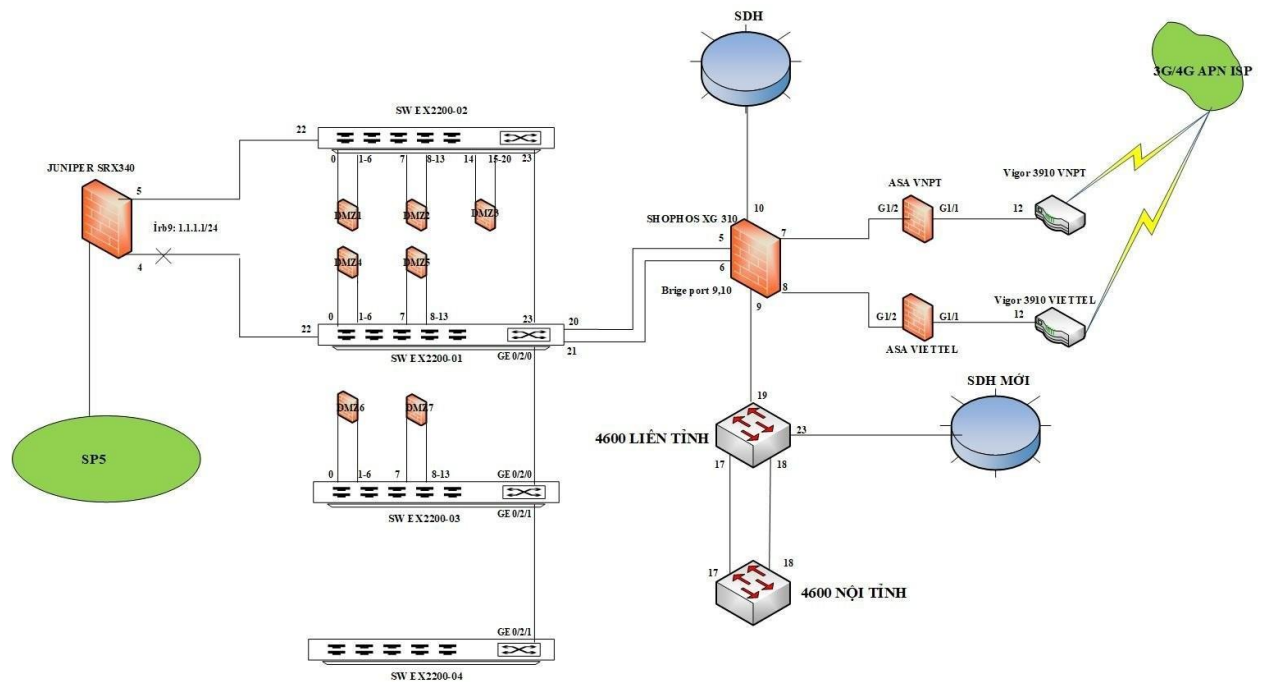 SDH
3G/4G APN ISP
SW EX2200-02
22
0
1-6
7
8-13
14
15-20
23
JUNIPER SRX340
5
İrb9: 1.1.1.1/24
4
DMZ1
DMZ2
DMZ3
DMZ4
DMZ5
0
1-6
7
8-13
23
22
20
21
SW EX2200-01
GE 0/2/0
10
SHOPHOS XG 310
5
6
7
8
9
Brige port 9,10
ASA VNPT
G1/2
G1/1
12
Vigor 3910 VNPT
G1/2
G1/1
12
ASA VIETTEL
Vigor 3910 VIETTEL
SP5
DMZ6
DMZ7
0
1-6
7
8-13
GE 0/2/0
SW EX2200-03
GE 0/2/1
SDH MỚI
19
4600 LIÊN TỈNH
23
17
18
17
18
4600 NỘI TỈNH
GE 0/2/1
SW EX2200-04